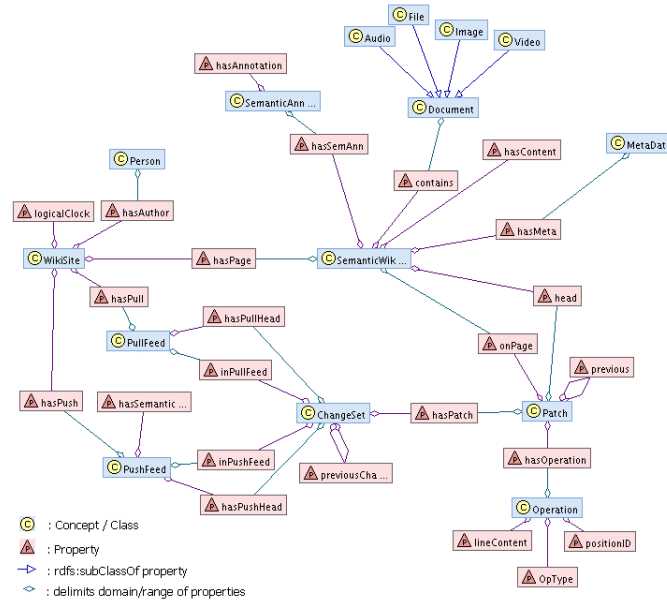 C File
C Audio
C Image
C Video
P hasAnnotation
C SemanticAnn ...
C Document
P hasSemAnn
P hasContent
C MetaDat
C Person
P contains
P logicalClock
P hasAuthor
P hasMeta
C WikiSite
P hasPage
C SemanticWik ...
P hasPull
P head
P hasPullHead
C PullFeed
P onPage
P inPullFeed
P previous
P hasPush
P hasSemantic ...
C ChangeSet
P hasPatch
C Patch
P hasOperation
C PushFeed
P inPushFeed
P previousCha ...
P hasPushHead
C Operation
P lineContent
P positionID
P OpType
C : Concept / Class
P : Property
: rdfs:subClassOf property
: delimits domain/range of properties